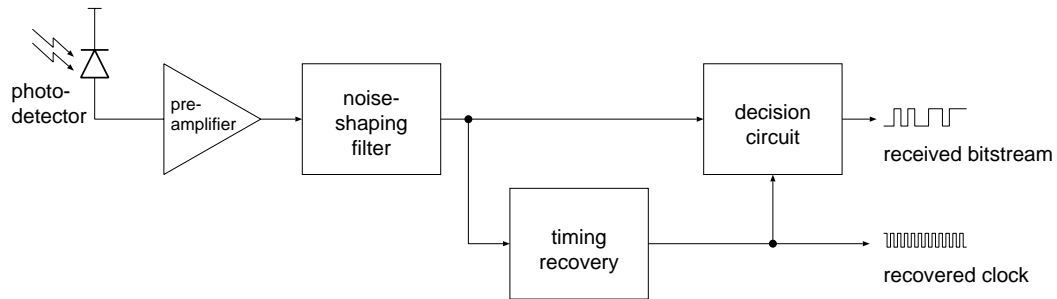 photo-
detector
pre-
amplifier
noise-
shaping
filter
decision
circuit
received bitstream
timing
recovery
recovered clock